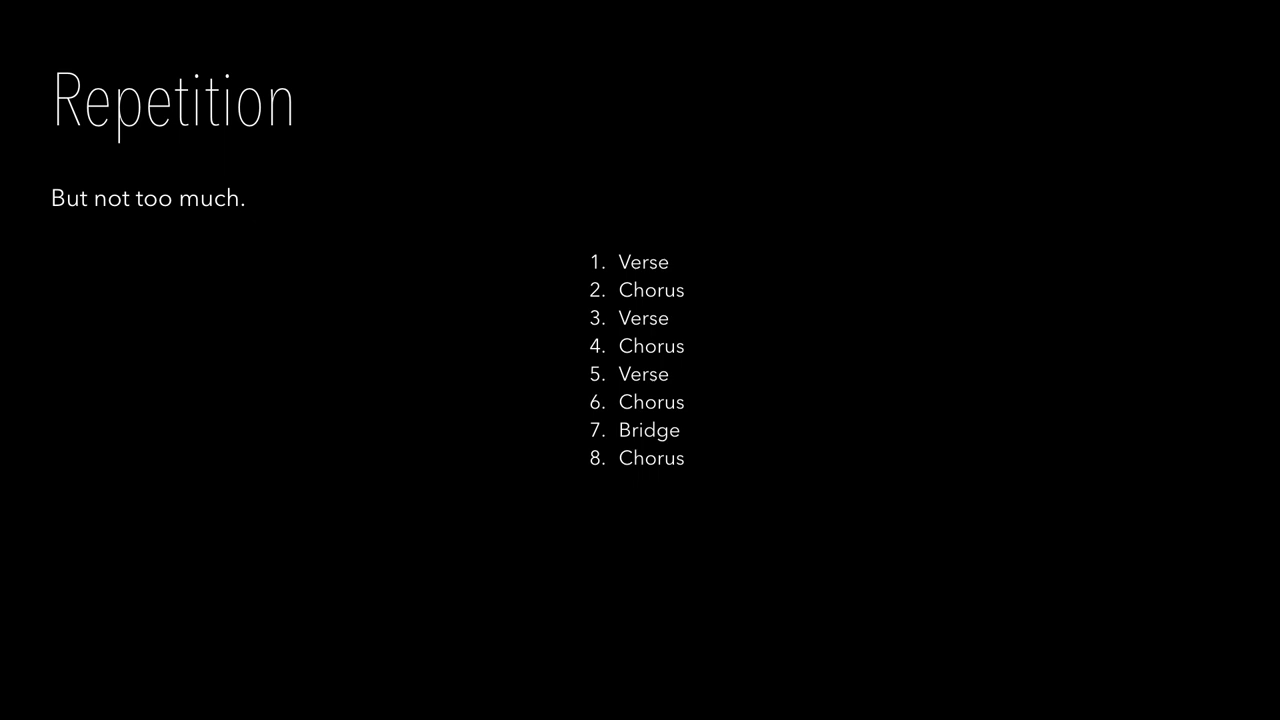 Repetition
But not too much.
1. Verse
2. Chorus
3. Verse
4. Chorus
5. Verse
6. Chorus
7. Bridge
8. Chorus